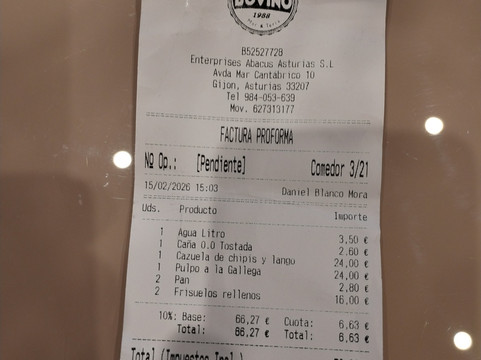 BOVINO
1988
Mar & Tierra
B52527728
Enterprises Abacus Asturias S.L
Avda Mar Cantábrico 10
Gijon, Asturias 33207
Tel 984-053-639
Mov. 627313177
FACTURA PROFORMA
Nº Op.: [Pendiente] Comedor 3/21
15/02/2026 15:03 Daniel Blanco Mora
Uds. Producto Importe
1 Agua Litro 3,50 €
1 Caña 0.0 Tostada 2,60 €
1 Cazuela de chipis y langu 24,00 €
1 Pulpo a la Gallega 24,00 €
2 Pan 2,80 €
2 Frisuelos rellenos 16,00 €
10%: Base: 66,27 € Cuota: 6,63 €
Total: 66,27 € Total: 6,63 €
Total (Impuestos Incl.)